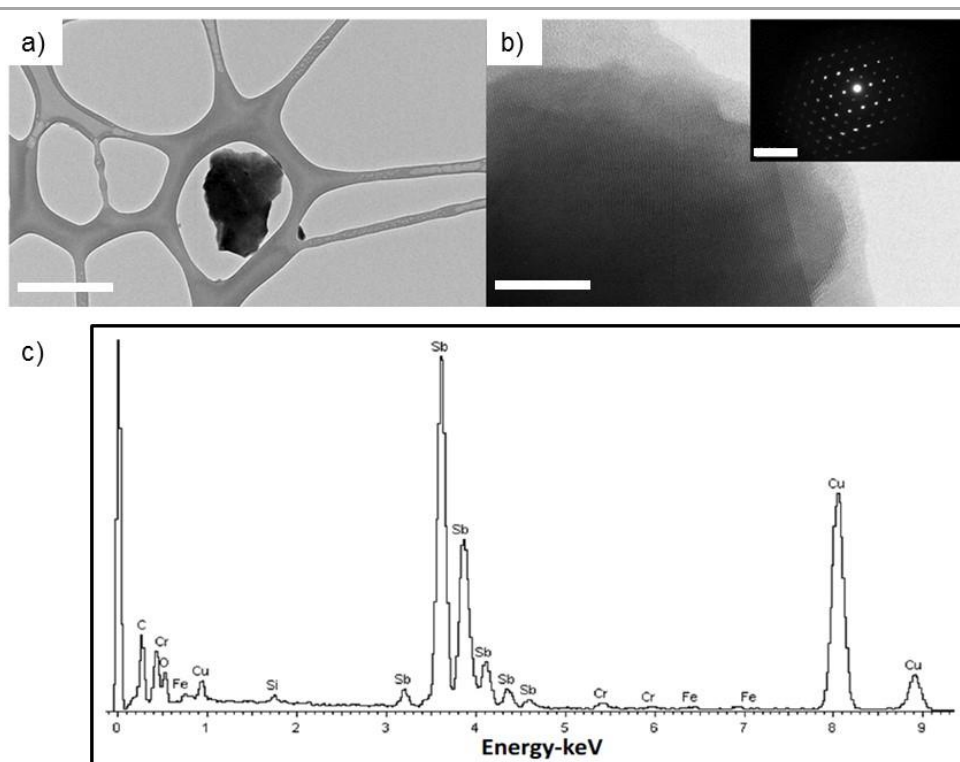 a)
b)
c)
Sb
Sb
Cu
C
Cr
O
Fe
Cu
Si
Sb
Sb
Sb
Sb
Cr
Cr
Fe
Fe
Cu
0 1 2 3 4 5 6 7 8 9
Energy-keV